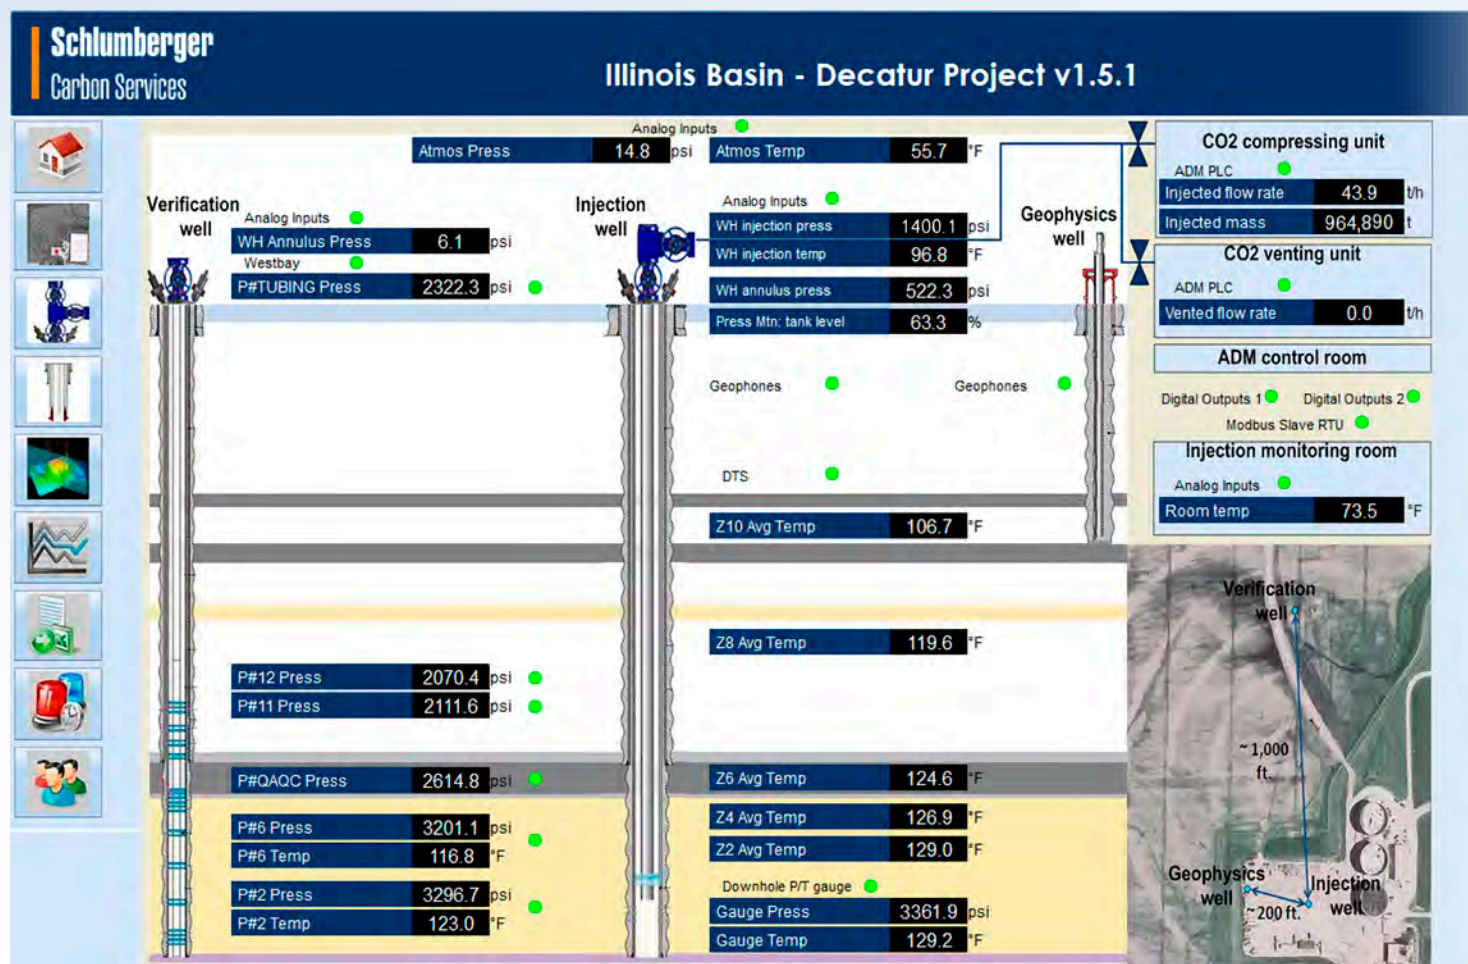 Schlumberger
Carbon Services
Illinois Basin - Decatur Project v1.5.1
Analog Inputs
Atmos Press 14.8 psi Atmos Temp 55.7 °F
Verification
well
Analog Inputs
WH Annulus Press 6.1 psi
Westbay
P#TUBING Press 2322.3 psi
Injection
well
Analog Inputs
WH injection press 1400.1 psi
WH injection temp 96.8 °F
WH annulus press 522.3 psi
Press Mtn: tank level 63.3 %
Geophysics
well
Geophones Geophones
DTS
Z10 Avg Temp 106.7 °F
Z8 Avg Temp 119.6 °F
P#12 Press 2070.4 psi
P#11 Press 2111.6 psi
P#QAQC Press 2614.8 psi
Z6 Avg Temp 124.6 °F
P#6 Press 3201.1 psi
P#6 Temp 116.8 °F
Z4 Avg Temp 126.9 °F
Z2 Avg Temp 129.0 °F
P#2 Press 3296.7 psi
P#2 Temp 123.0 °F
Downhole P/T gauge
Gauge Press 3361.9 psi
Gauge Temp 129.2 °F
CO2 compressing unit
ADM PLC
Injected flow rate 43.9 t/h
Injected mass 964,890 t
CO2 venting unit
ADM PLC
Vented flow rate 0.0 t/h
ADM control room
Digital Outputs 1 Digital Outputs 2
Modbus Slave RTU
Injection monitoring room
Analog Inputs
Room temp 73.5 °F
Verification
well
~ 1,000
ft.
Geophysics
well
~ 200 ft.
Injection
well